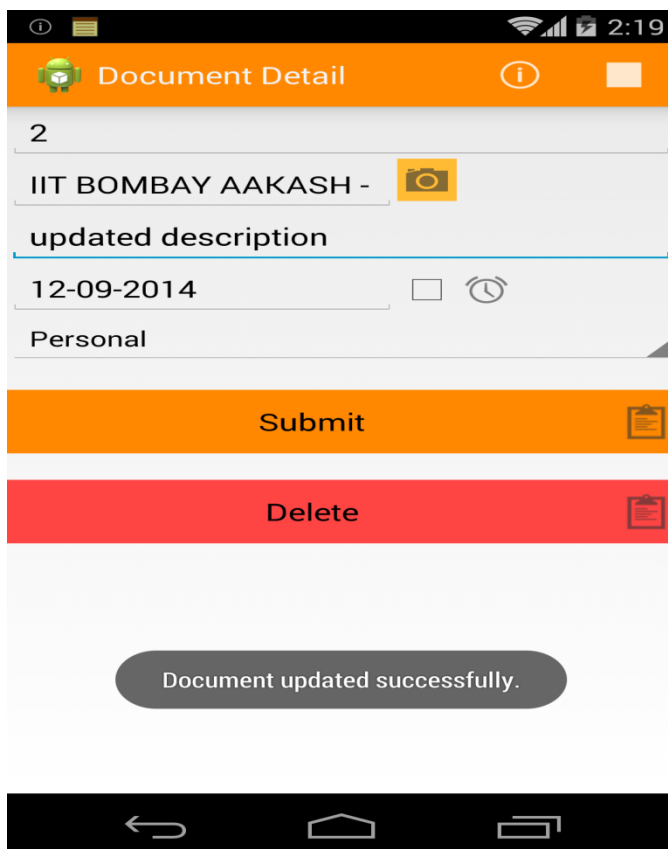 2:19
Document Detail
2
IIT BOMBAY AAKASH -
updated description
12-09-2014
Personal
Submit
Delete
Document updated successfully.